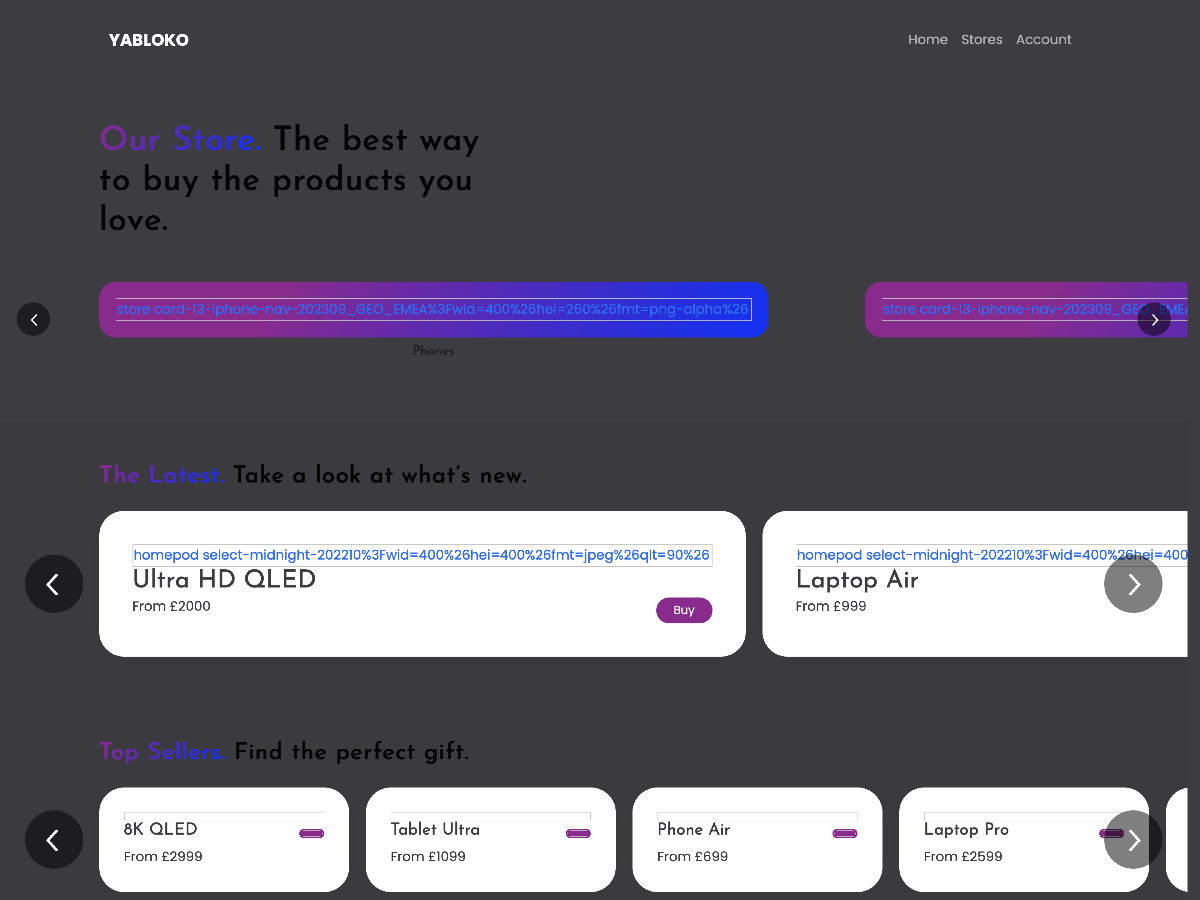 YABLOKO
Home Stores Account
Our Store. The best way
to buy the products you
love.
store card-13-iphone-nav-202309_GEO_EMEA%3Fwid=400%26hei=260%26fmt=png-alpha%26
store card-13-iphone-nav-202309_GEO_EMEA
Phones
The Latest. Take a look at what's new.
homepod select-midnight-202210%3Fwid=400%26hei=400%26fmt=jpeg%26qlt=90%26
Ultra HD QLED
From £2000
Buy
homepod select-midnight-202210%3Fwid=400%26hei=400
Laptop Air
From £999
Top Sellers. Find the perfect gift.
8K QLED
From £2999
Tablet Ultra
From £1099
Phone Air
From £699
Laptop Pro
From £2599